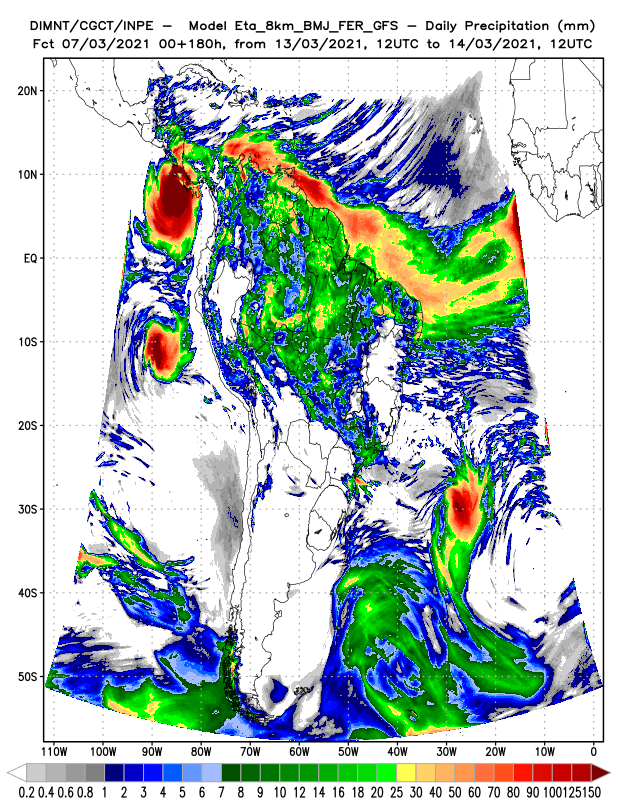 DIMNT/CGCT/INPE – Model Eta_8km_BMJ_FER_GFS – Daily Precipitation (mm)
Fct 07/03/2021 00+180h, from 13/03/2021, 12UTC to 14/03/2021, 12UTC
20N
10N
EQ
10S
20S
30S
40S
50S
110W 100W 90W 80W 70W 60W 50W 40W 30W 20W 10W 0
0.2 0.4 0.6 0.8 1 2 3 4 5 6 7 8 9 10 12 14 16 18 20 25 30 40 50 60 70 80 90 100 125 150